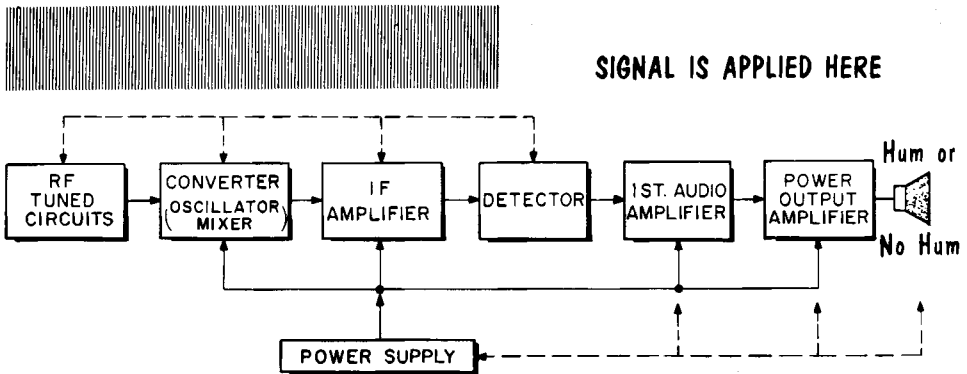 SIGNAL IS APPLIED HERE
RF
TUNED
CIRCUITS
CONVERTER
(OSCILLATOR
MIXER)
IF
AMPLIFIER
DETECTOR
1ST. AUDIO
AMPLIFIER
POWER
OUTPUT
AMPLIFIER
Hum or
No Hum
POWER SUPPLY